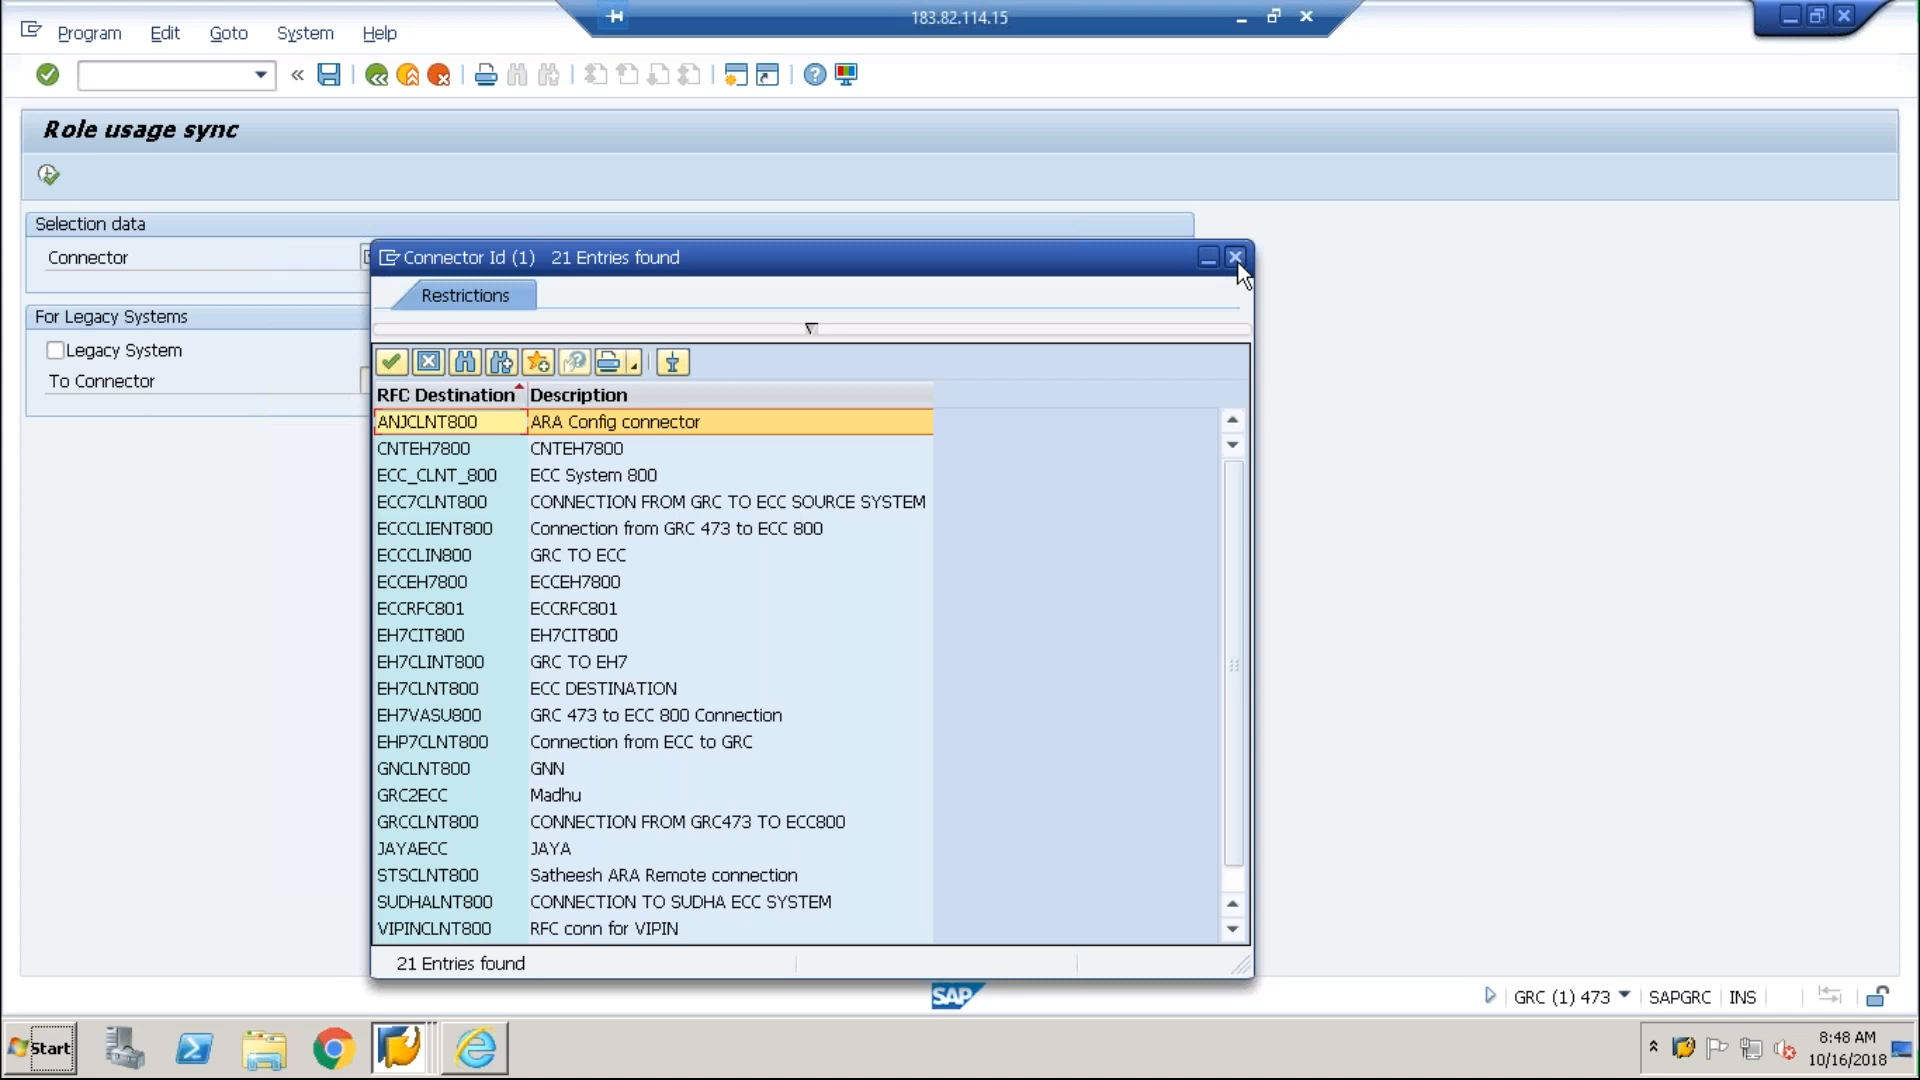 183.82.114.15
Program Edit Goto System Help
Role usage sync
Selection data
Connector
For Legacy Systems
Legacy System
To Connector
Connector Id (1) 21 Entries found
Restrictions
RFC Destination Description
ANJCLNT800 ARA Config connector
CNTEH7800 CNTEH7800
ECC_CLNT_800 ECC System 800
ECC7CLNT800 CONNECTION FROM GRC TO ECC SOURCE SYSTEM
ECCCLIENT800 Connection from GRC 473 to ECC 800
ECCCLIN800 GRC TO ECC
ECCEH7800 ECCEH7800
ECCRFC801 ECCRFC801
EH7CIT800 EH7CIT800
EH7CLINT800 GRC TO EH7
EH7CLNT800 ECC DESTINATION
EH7VASU800 GRC 473 to ECC 800 Connection
EHP7CLNT800 Connection from ECC to GRC
GNCLNT800 GNN
GRC2ECC Madhu
GRCCLNT800 CONNECTION FROM GRC473 TO ECC800
JAYAECC JAYA
STSCLNT800 Satheesh ARA Remote connection
SUDHALNT800 CONNECTION TO SUDHA ECC SYSTEM
VIPINCLNT800 RFC conn for VIPIN
21 Entries found
SAP
GRC (1) 473 SAPGRC INS
Start
8:48 AM
10/16/2018